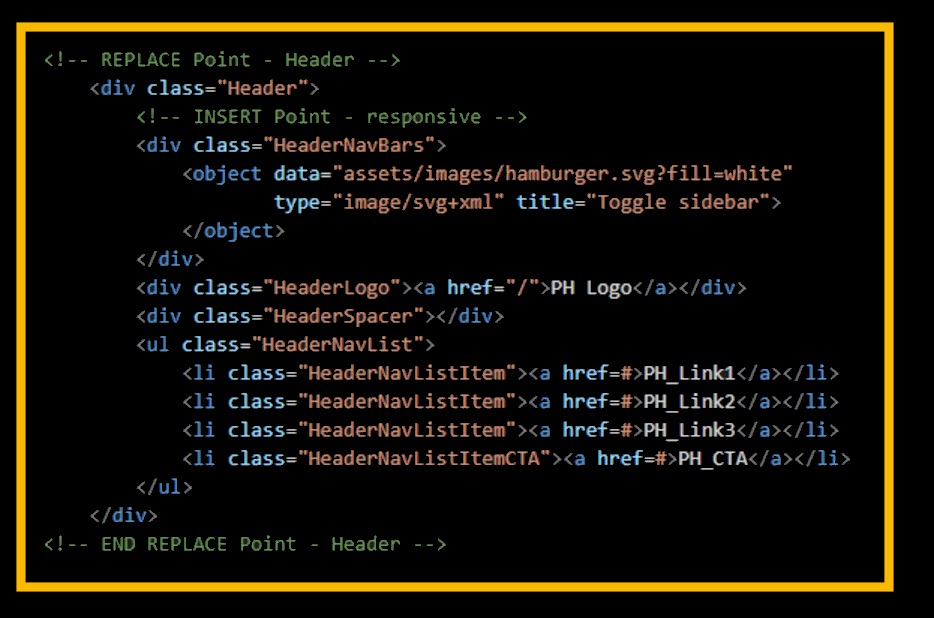 <!-- REPLACE Point - Header -->
<div class="Header">
<!-- INSERT Point - responsive -->
<div class="HeaderNavBars">
<object data="assets/images/hamburger.svg?fill=white"
type="image/svg+xml" title="Toggle sidebar">
</object>
</div>
<div class="HeaderLogo"><a href="/">PH Logo</a></div>
<div class="HeaderSpacer"></div>
<ul class="HeaderNavList">
<li class="HeaderNavListItem"><a href=#>PH_Link1</a></li>
<li class="HeaderNavListItem"><a href=#>PH_Link2</a></li>
<li class="HeaderNavListItem"><a href=#>PH_Link3</a></li>
<li class="HeaderNavListItemCTA"><a href=#>PH_CTA</a></li>
</ul>
</div>
<!-- END REPLACE Point - Header -->